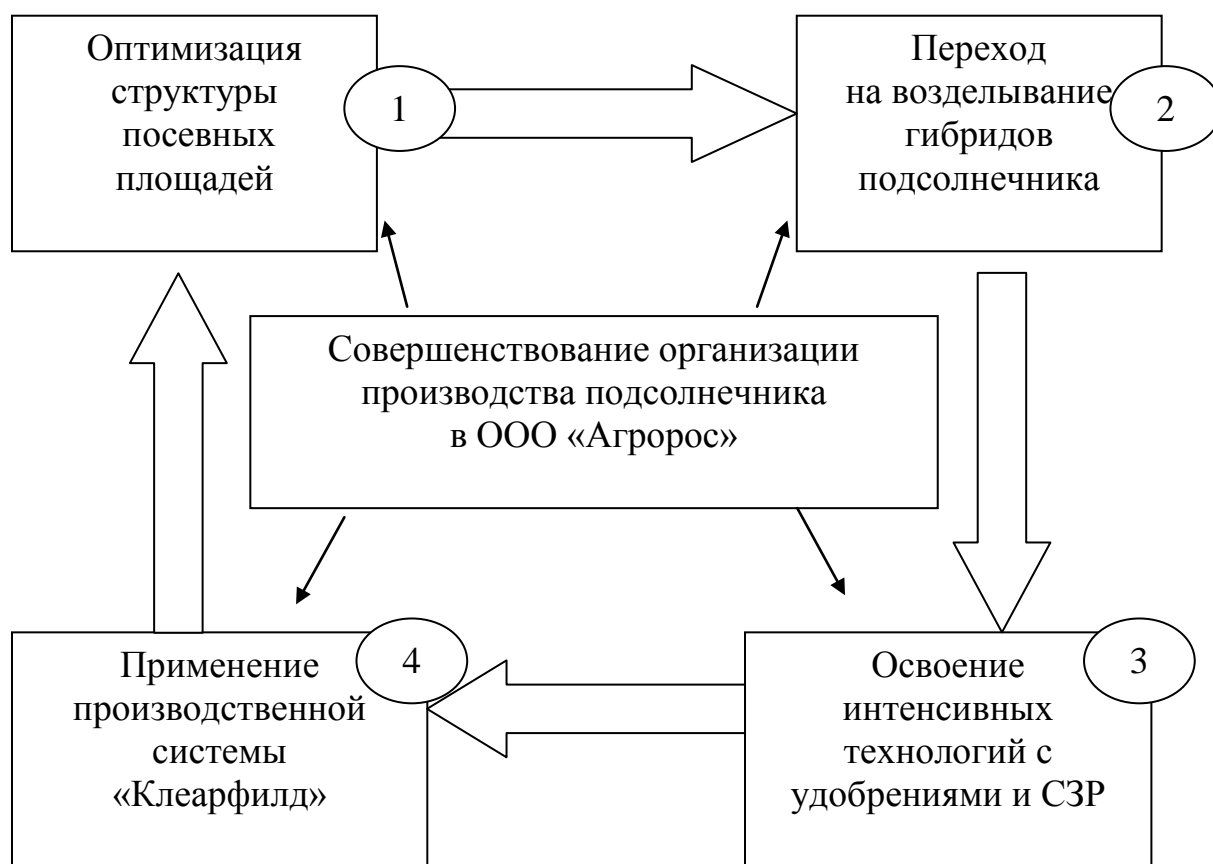 Оптимизация
структуры
посевных
площадей
1
Переход
на возделывание
гибридов
подсолнечника
2
Совершенствование организации
производства подсолнечника
в ООО «Агророс»
Применение
производственной
системы
«Клеарфилд»
4
Освоение
интенсивных
технологий с
удобрениями и СЗР
3